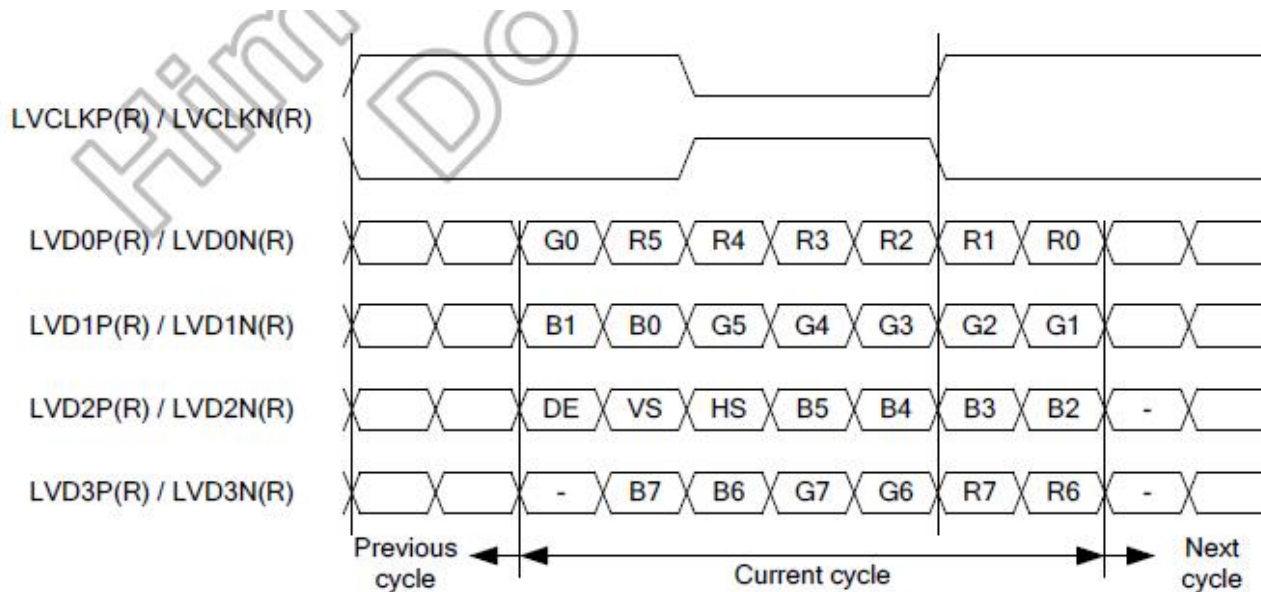 LVCLKP(R) / LVCLKN(R)
LVD0P(R) / LVD0N(R) G0 R5 R4 R3 R2 R1 R0
LVD1P(R) / LVD1N(R) B1 B0 G5 G4 G3 G2 G1
LVD2P(R) / LVD2N(R) DE VS HS B5 B4 B3 B2 -
LVD3P(R) / LVD3N(R) - B7 B6 G7 G6 R7 R6 -
Previous cycle
Current cycle
Next cycle